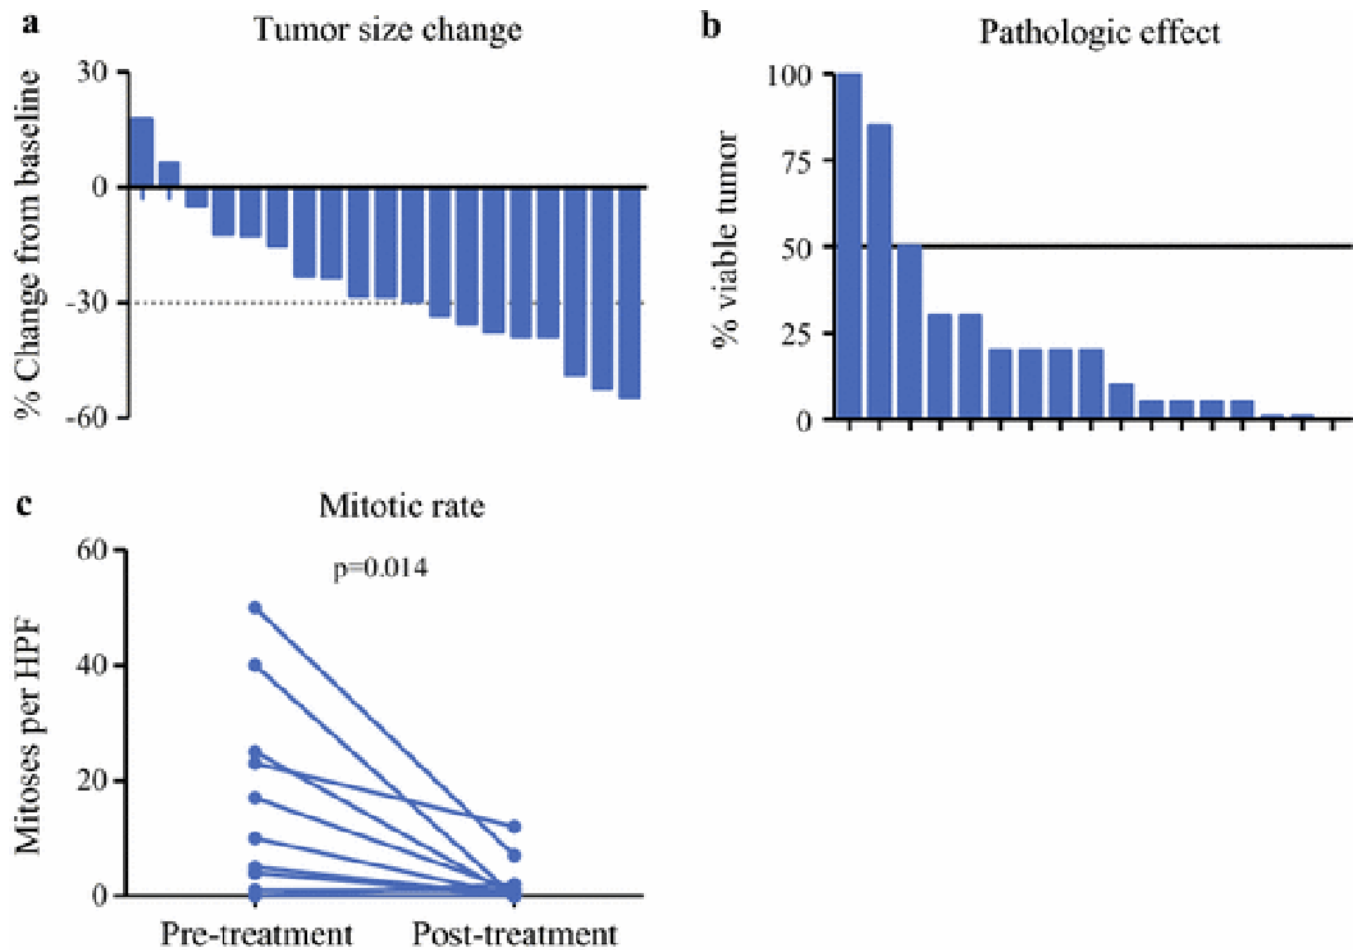 a
Tumor size change
% Change from baseline
30
0
-30
-60
b
Pathologic effect
% viable tumor
100
75
50
25
0
c
Mitotic rate
p=0.014
Mitoses per HPF
60
40
20
0
Pre-treatment
Post-treatment